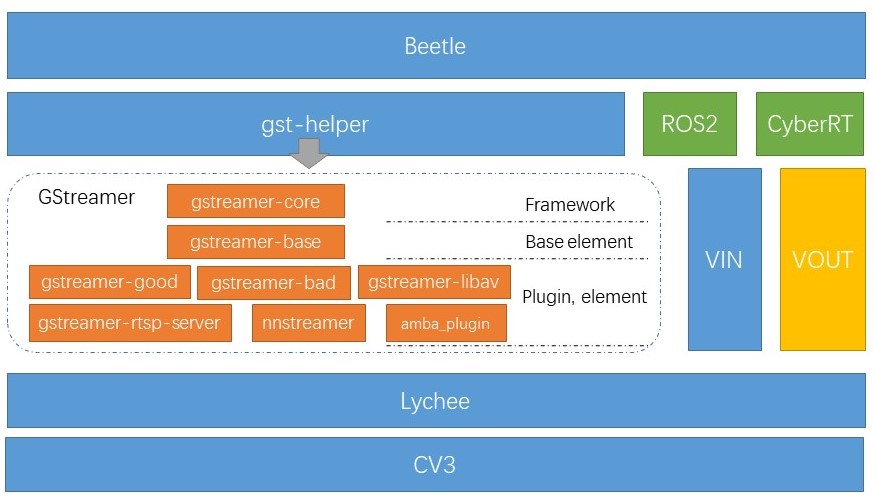 Beetle
gst-helper
ROS2
CyberRT
GStreamer
gstreamer-core
Framework
gstreamer-base
Base element
VIN
VOUT
gstreamer-good
gstreamer-bad
gstreamer-libav
Plugin, element
gstreamer-rtsp-server
nnstreamer
amba_plugin
Lychee
CV3